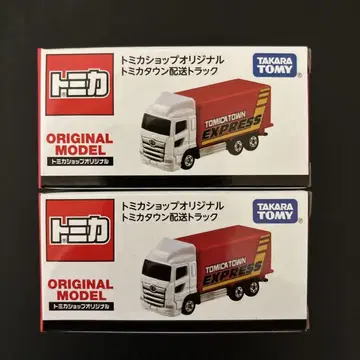 トミカ
トミカショップオリジナル
トミカタウン配送トラック
TAKARA
TOMY
TOMICATOWN
EXPRESS
ORIGINAL
MODEL
トミカショップオリジナル
トミカ
トミカショップオリジナル
トミカタウン配送トラック
TAKARA
TOMY
TOMICATOWN
EXPRESS
ORIGINAL
MODEL
トミカショップオリジナル